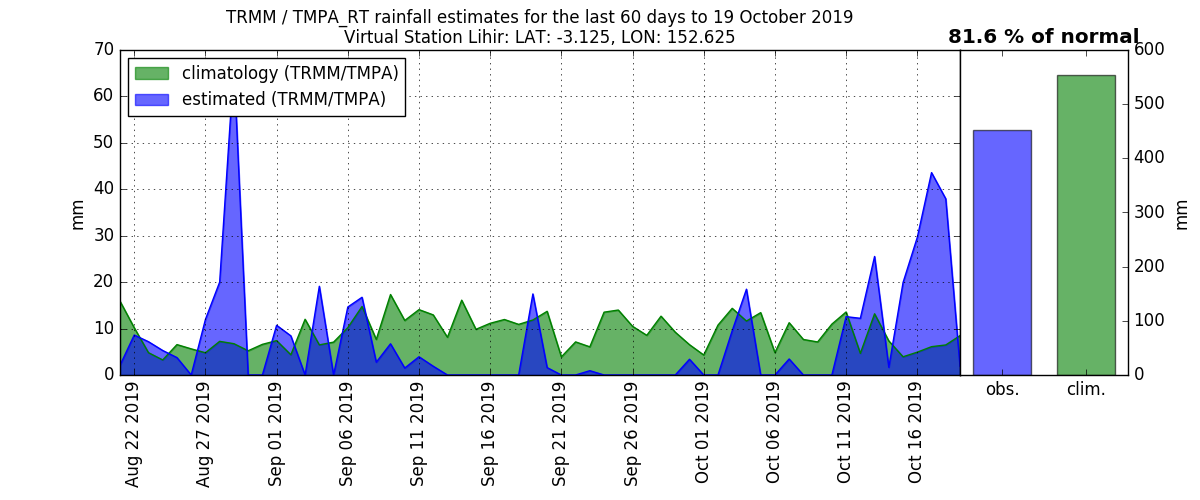 TRMM / TMPA_RT rainfall estimates for the last 60 days to 19 October 2019
Virtual Station Lihir: LAT: -3.125, LON: 152.625
81.6 % of normal
climatology (TRMM/TMPA)
estimated (TRMM/TMPA)
70
60
50
40
30
20
10
0
mm
Aug 22 2019
Aug 27 2019
Sep 01 2019
Sep 06 2019
Sep 11 2019
Sep 16 2019
Sep 21 2019
Sep 26 2019
Oct 01 2019
Oct 06 2019
Oct 11 2019
Oct 16 2019
obs.
clim.
600
500
400
300
200
100
0
mm